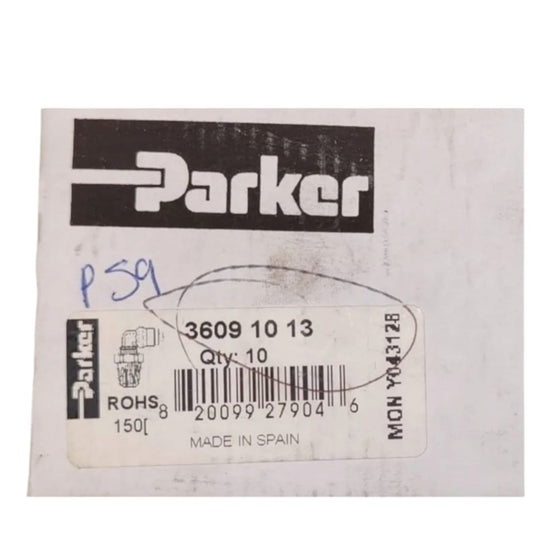 Parker
P59
Parker
3609 10 13
Qty: 10
ROHS
150[
8 20099 27904 6
MADE IN SPAIN
MON Y043128